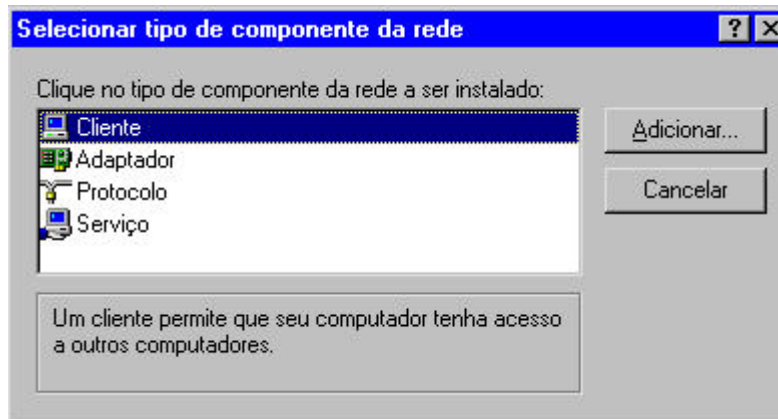 Selecionar tipo de componente da rede
Clique no tipo de componente da rede a ser instalado:
Cliente
Adaptador
Protocolo
Serviço
Adicionar...
Cancelar
Um cliente permite que seu computador tenha acesso
a outros computadores.